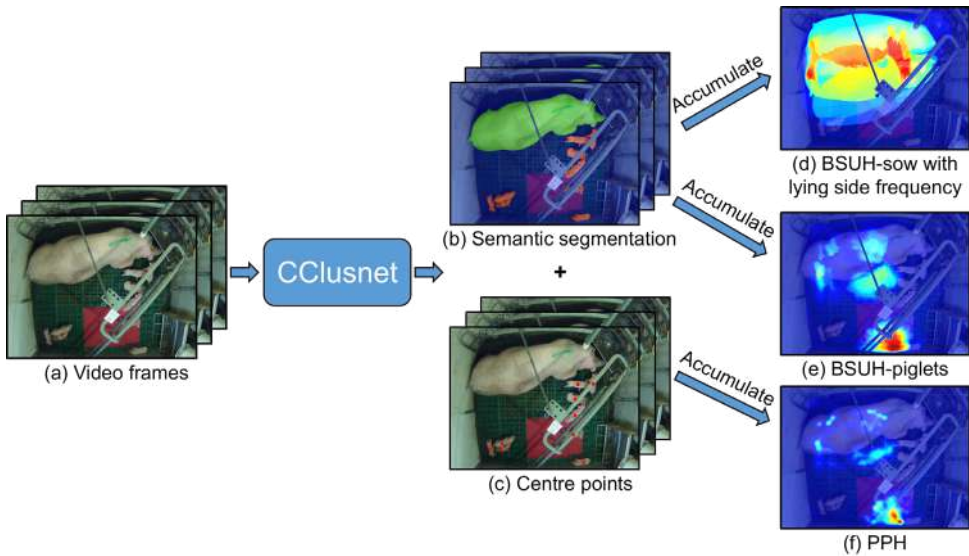 (a) Video frames
CClusnet
(b) Semantic segmentation
+
(c) Centre points
Accumulate
Accumulate
Accumulate
(d) BSUH-sow with
lying side frequency
(e) BSUH-piglets
(f) PPH